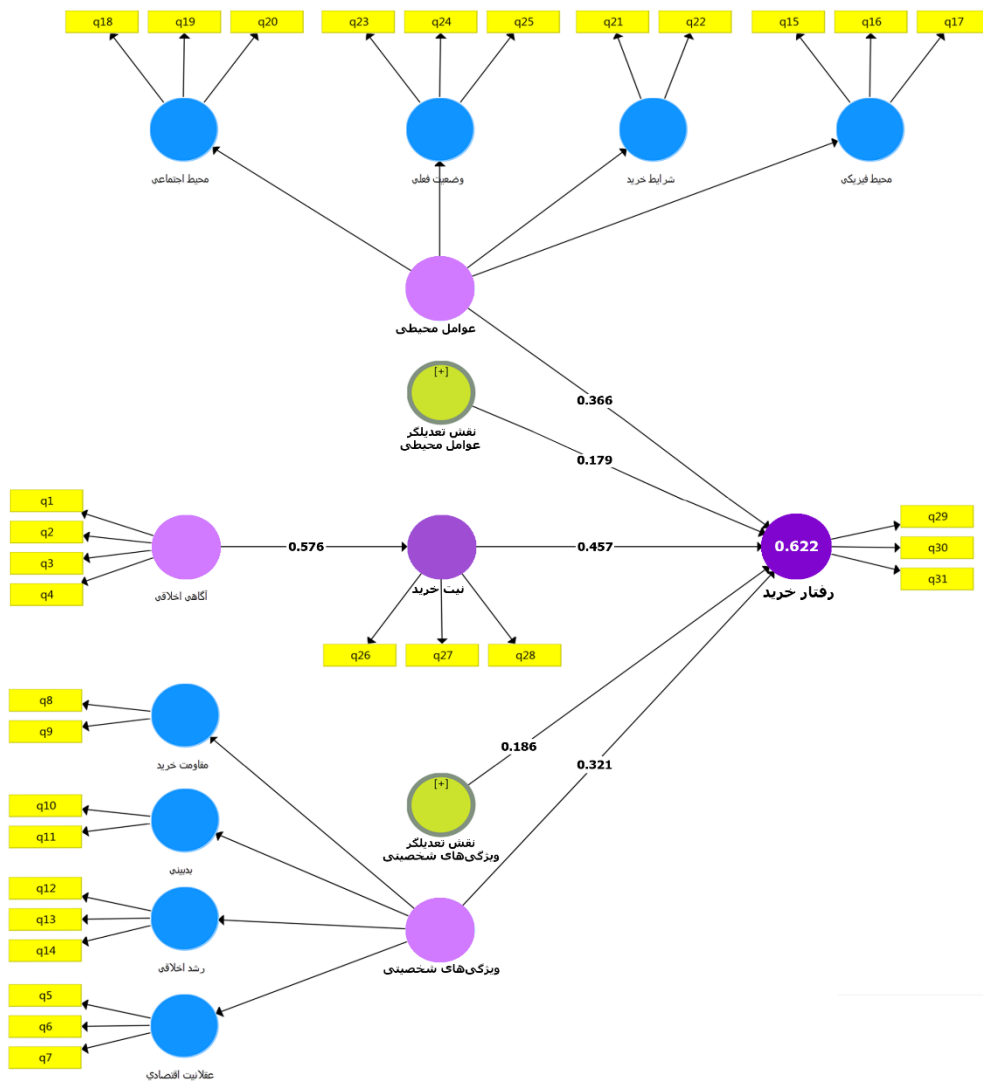 q18
q19
q20
q23
q24
q25
q21
q22
q15
q16
q17
محیط اجتماعی
وضعیت فعلی
شرایط خرید
محیط فیزیکی
عوامل محیطی
[+]
نقش تعدیلگر
عوامل محیطی
0.366
0.179
q1
q2
q3
q4
آگاهی اخلاقی
0.576
نیت خرید
0.457
0.622
رفتار خرید
q29
q30
q31
q26
q27
q28
q8
q9
مقاومت خرید
0.186
0.321
[+]
نقش تعدیلگر
ویژگی‌های شخصیتی
q10
q11
بدبینی
q12
q13
q14
رشد اخلاقی
ویژگی‌های شخصیتی
q5
q6
q7
عقلانیت اقتصادي